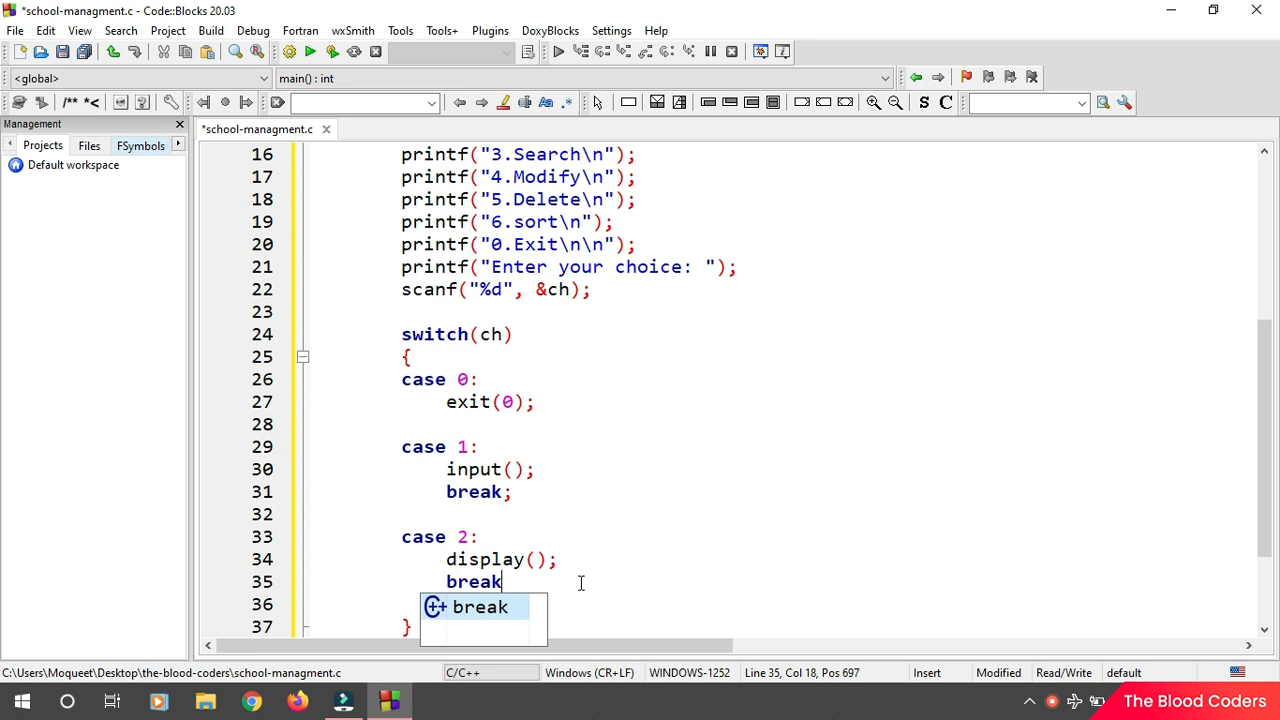 *school-managment.c - Code::Blocks 20.03
File Edit View Search Project Build Debug Fortran wxSmith Tools Tools+ Plugins DoxyBlocks Settings Help
<global> main() : int
/** *< Aa .* S C
Management
Projects Files FSymbols
*school-managment.c
Default workspace
16 printf("3.Search\n");
17 printf("4.Modify\n");
18 printf("5.Delete\n");
19 printf("6.sort\n");
20 printf("0.Exit\n\n");
21 printf("Enter your choice: ");
22 scanf("%d", &ch);
23
24 switch(ch)
25 {
26 case 0:
27 exit(0);
28
29 case 1:
30 input();
31 break;
32
33 case 2:
34 display();
35 break
36 break
37 }
C:\Users\Moqueet\Desktop\the-blood-coders\school-managment.c C/C++ Windows (CR+LF) WINDOWS-1252 Line 35, Col 18, Pos 697 Insert Modified Read/Write default
The Blood Coders